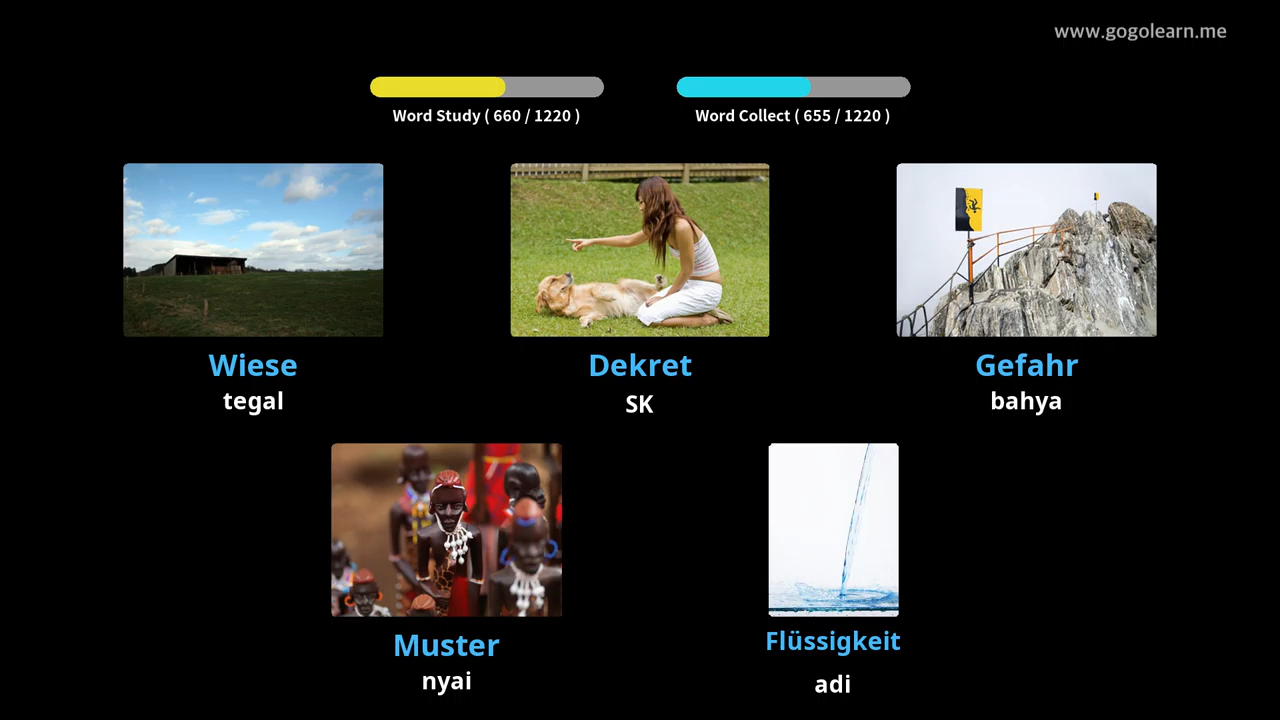 www.gogolearn.me
Word Study ( 660 / 1220 )
Word Collect ( 655 / 1220 )
Wiese
tegal
Dekret
SK
Gefahr
bahya
Muster
nyai
Flüssigkeit
adi